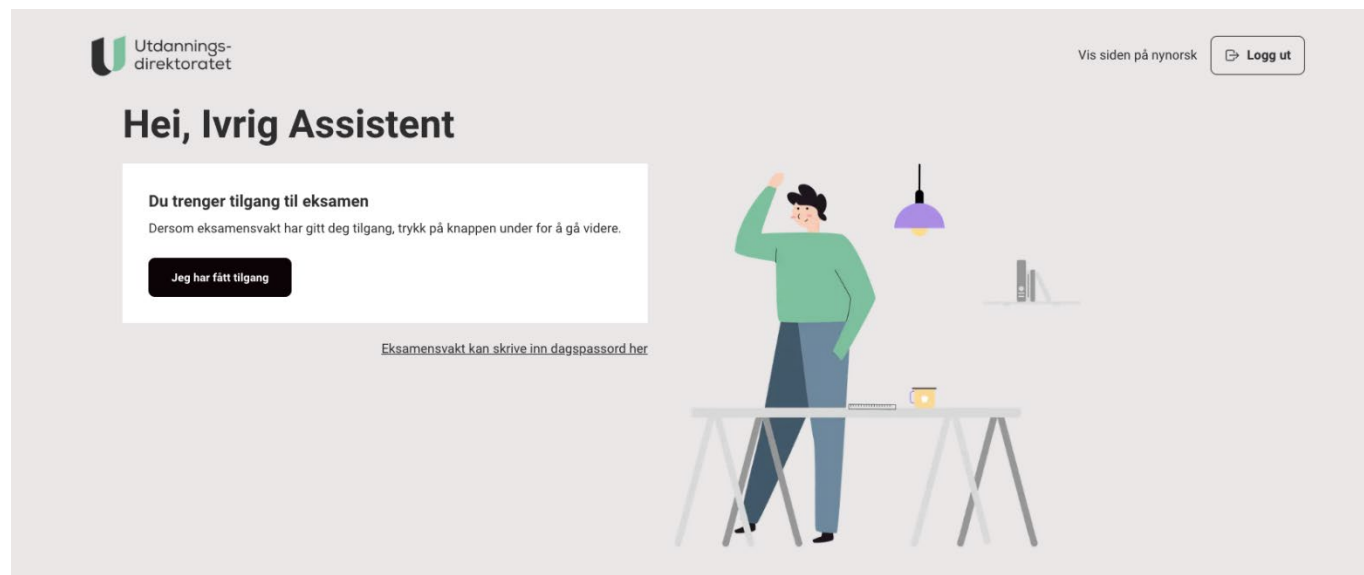 Utdannings-
direktoratet
Vis siden på nynorsk
Logg ut
Hei, Ivrig Assistent
Du trenger tilgang til eksamen
Dersom eksamensvakt har gitt deg tilgang, trykk på knappen under for å gå videre.
Jeg har fått tilgang
Eksamensvakt kan skrive inn dagspassord her